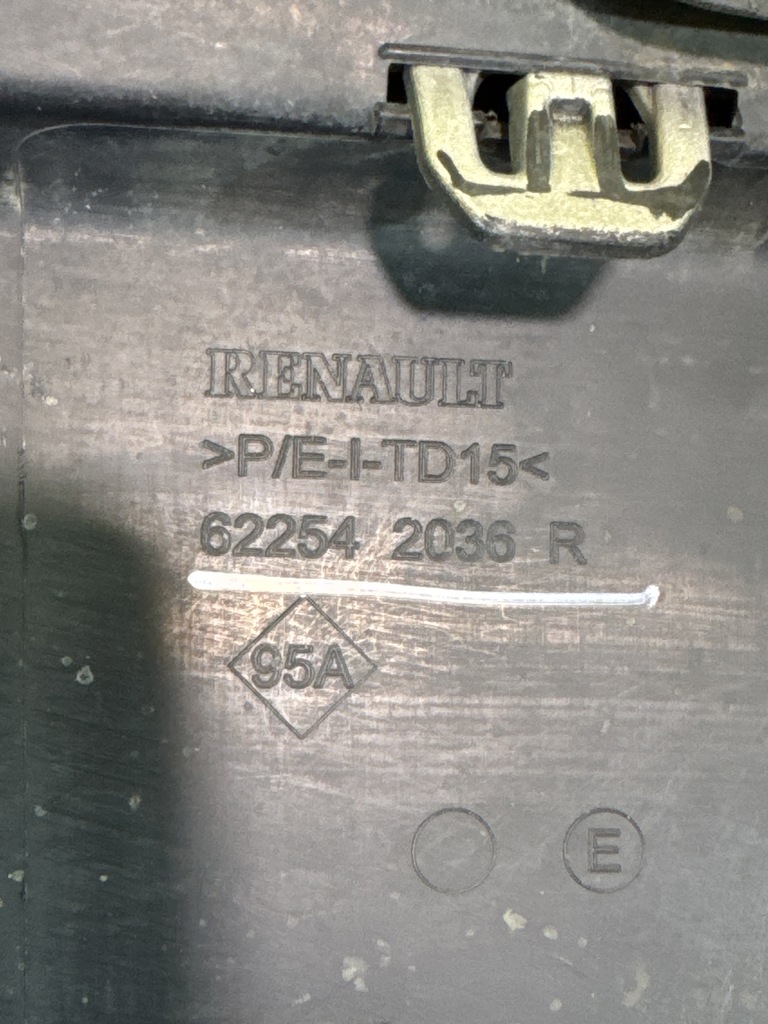 RENAULT
>P/E-I-TD15<
62254 2036 R
95A
E